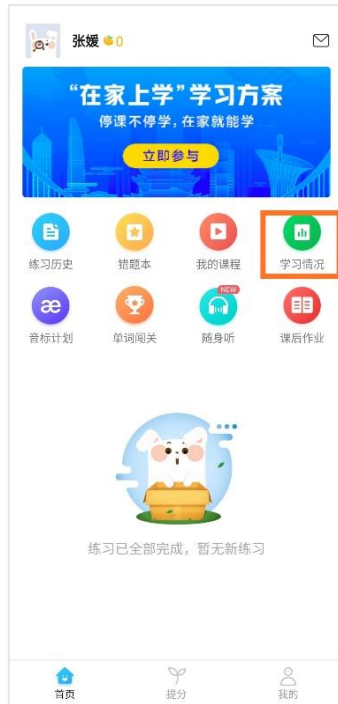 张媛 0
“在家上学”学习方案
停课不停学，在家就能学
立即参与
练习历史 错题本 我的课程 学习情况
NEW
音标计划 单词闯关 随身听 课后作业
æ
练习已全部完成，暂无新练习
首页 提分 我的